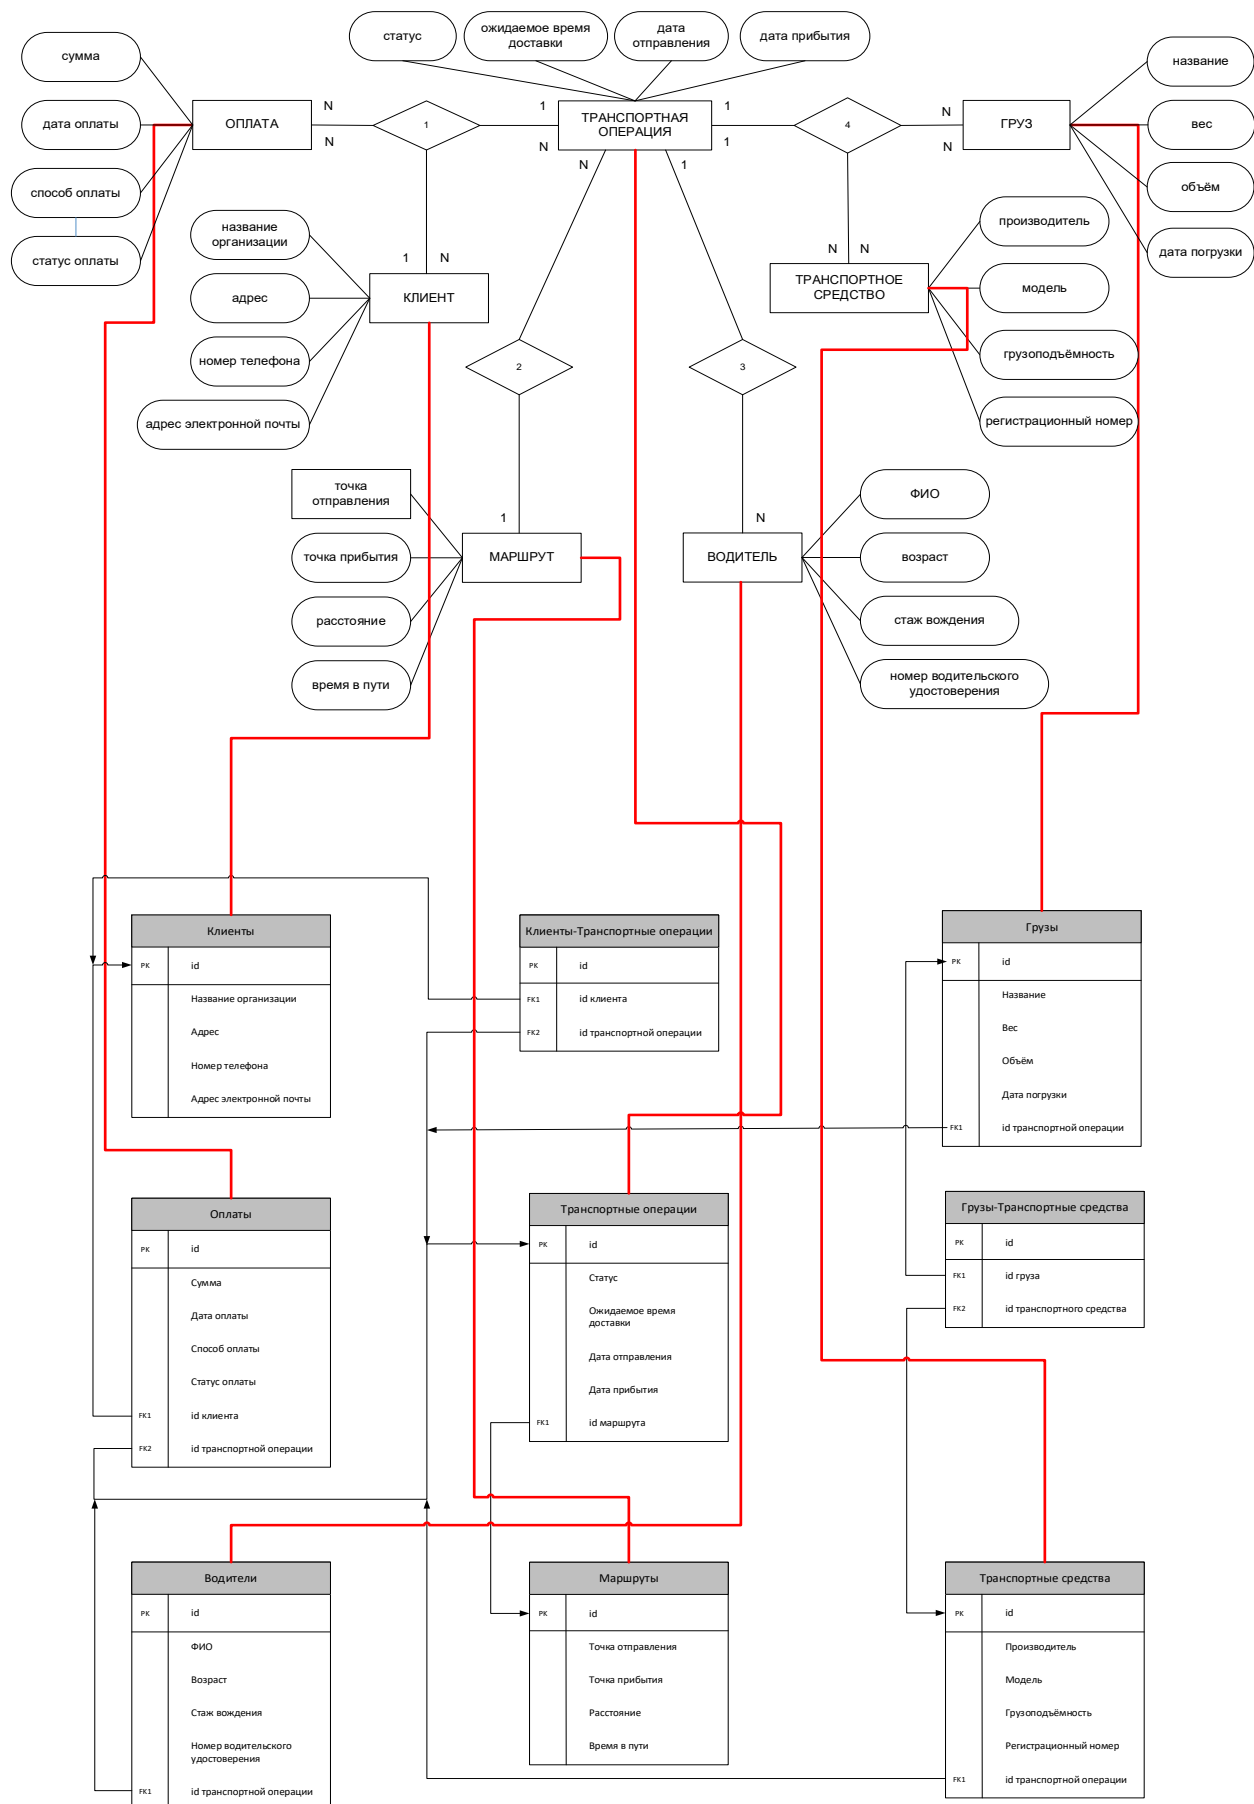 статус
ожидаемое время
доставки
дата
отправления
дата прибытия
сумма
дата оплаты
способ оплаты
статус оплаты
ОПЛАТА
N
N
1
1
N
ТРАНСПОРТНАЯ
ОПЕРАЦИЯ
N
1
1
1
4
N
N
ГРУЗ
название
вес
объём
дата погрузки
название
организации
адрес
номер телефона
адрес электронной почты
1
N
КЛИЕНТ
N
N
ТРАНСПОРТНОЕ
СРЕДСТВО
производитель
модель
грузоподъёмность
регистрационный номер
2
3
точка
отправления
точка прибытия
расстояние
время в пути
1
МАРШРУТ
N
ВОДИТЕЛЬ
ФИО
возраст
стаж вождения
номер водительского
удостоверения
Клиенты
PK id
Название организации
Адрес
Номер телефона
Адрес электронной почты
Клиенты-Транспортные операции
PK id
FK1 id клиента
FK2 id транспортной операции
Грузы
PK id
Название
Вес
Объём
Дата погрузки
FK1 id транспортной операции
Оплаты
PK id
Сумма
Дата оплаты
Способ оплаты
Статус оплаты
FK1 id клиента
FK2 id транспортной операции
Транспортные операции
PK id
Статус
Ожидаемое время
доставки
Дата отправления
Дата прибытия
FK1 id маршрута
Грузы-Транспортные средства
PK id
FK1 id груза
FK2 id транспортного средства
Водители
PK id
ФИО
Возраст
Стаж вождения
Номер водительского
удостоверения
FK1 id транспортной операции
Маршруты
PK id
Точка отправления
Точка прибытия
Расстояние
Время в пути
Транспортные средства
PK id
Производитель
Модель
Грузоподъёмность
Регистрационный номер
FK1 id транспортной операции